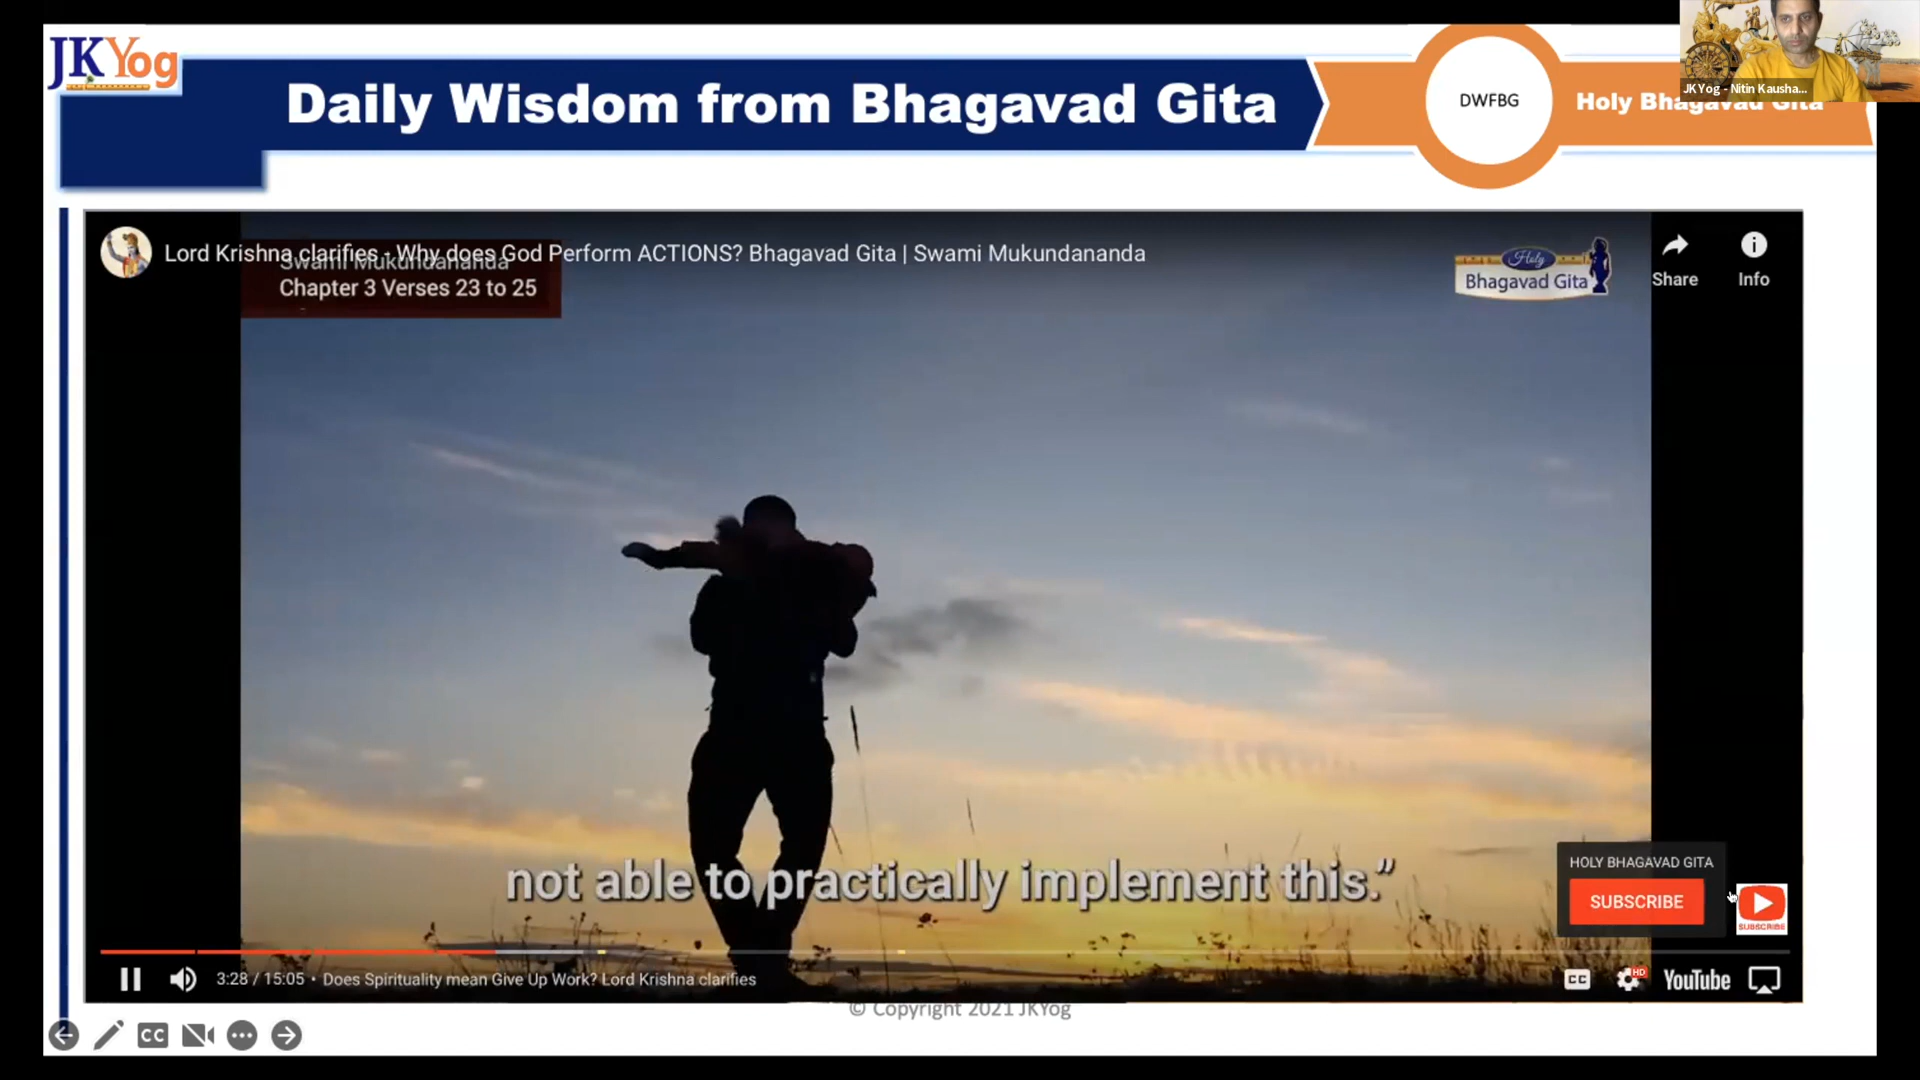 JKYog
Daily Wisdom from Bhagavad Gita
DWFBG
Holy Bhagavad Gita
JKYog - Nitin Kausha...
Lord Krishna clarifies - Why does God Perform ACTIONS? Bhagavad Gita | Swami Mukundananda
Swami Mukundananda
Chapter 3 Verses 23 to 25
Holy
Bhagavad Gita
Share
Info
not able to practically implement this.”
HOLY BHAGAVAD GITA
SUBSCRIBE
SUBSCRIBE
3:28 / 15:05 • Does Spirituality mean Give Up Work? Lord Krishna clarifies
CC
HD
YouTube
© Copyright 2021 JKYog
CC